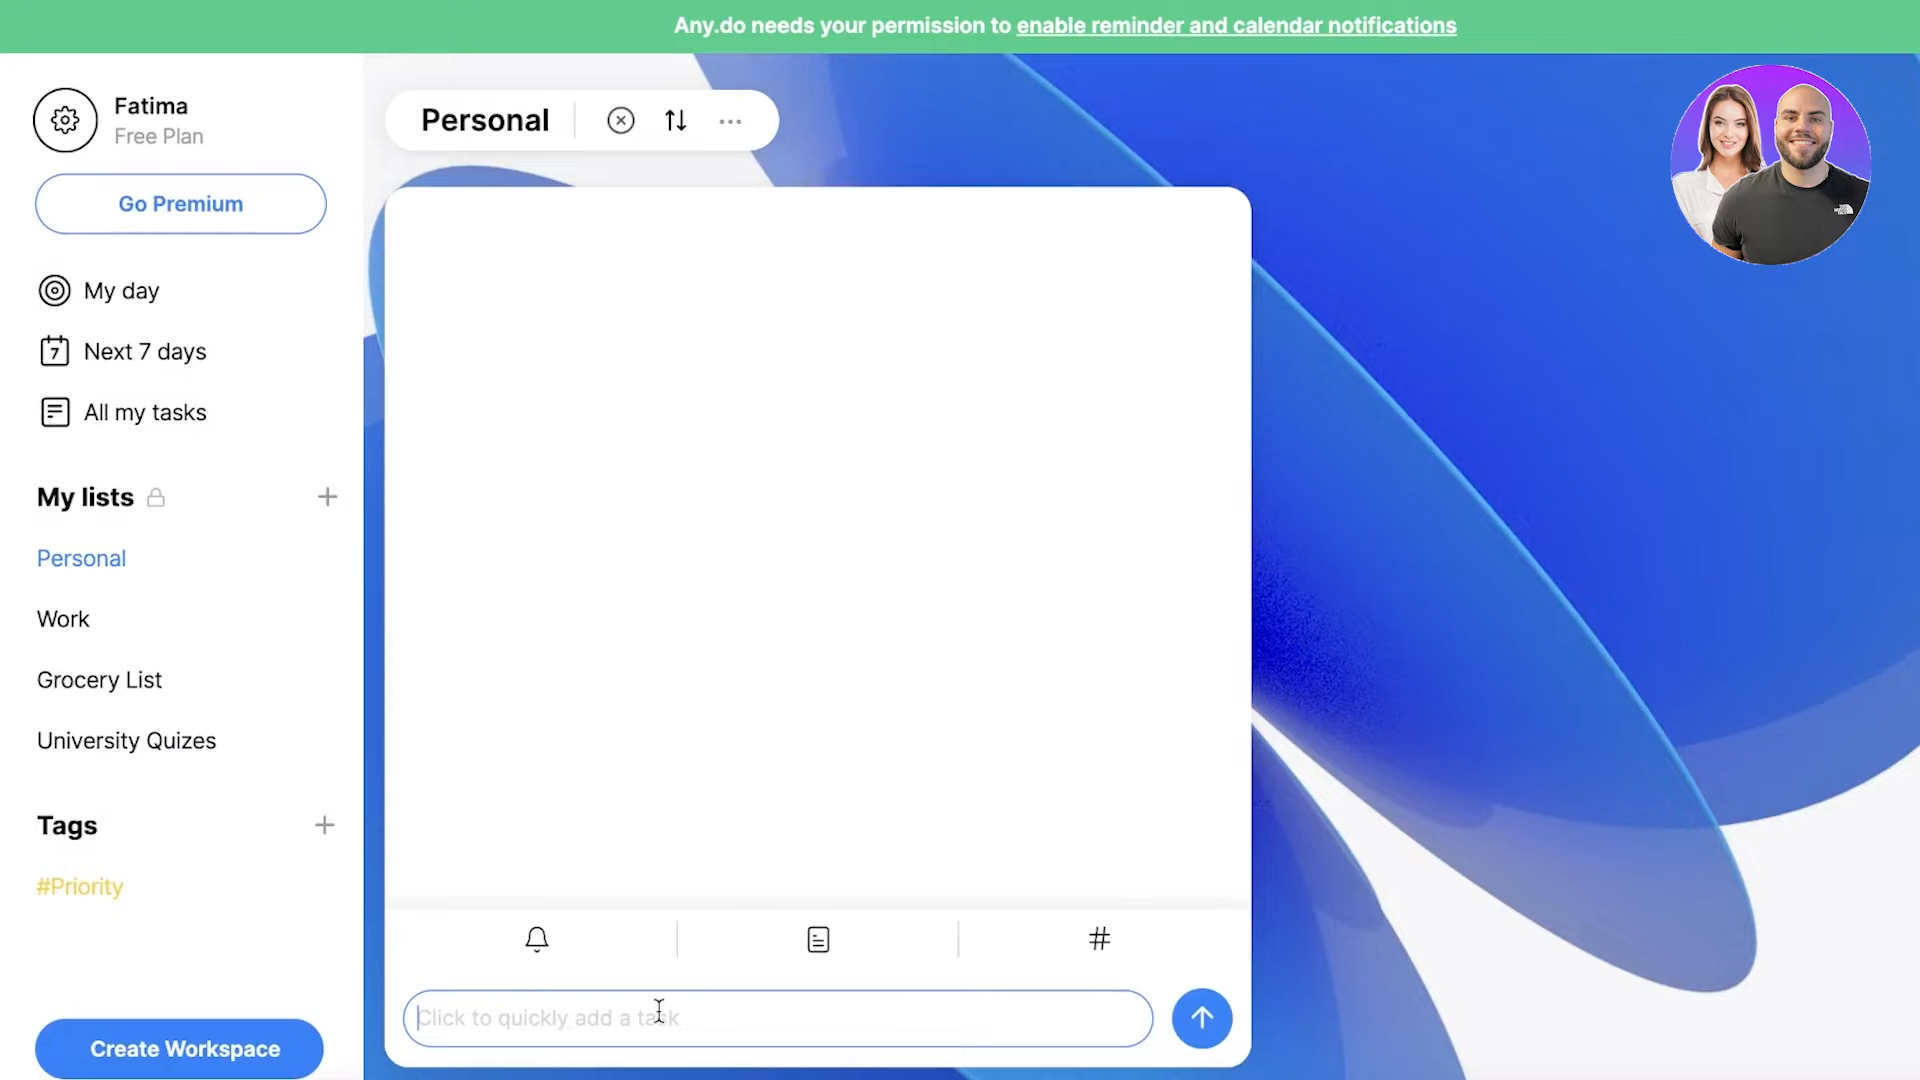 Any.do needs your permission to enable reminder and calendar notifications
Fatima
Free Plan
Go Premium
My day
7
Next 7 days
All my tasks
My lists
Personal
Work
Grocery List
University Quizes
Tags
#Priority
Create Workspace
Personal
#
Click to quickly add a task